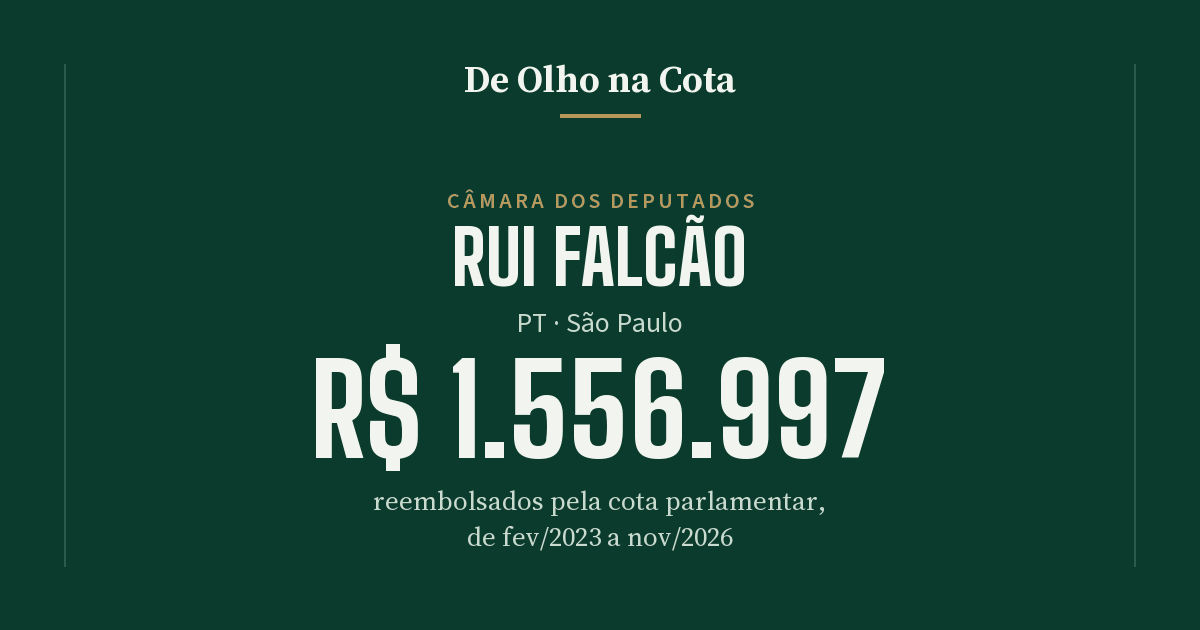 De Olho na Cota
CÂMARA DOS DEPUTADOS
RUI FALCÃO
PT · São Paulo
R$ 1.556.997
reembolsados pela cota parlamentar,
de fev/2023 a nov/2026